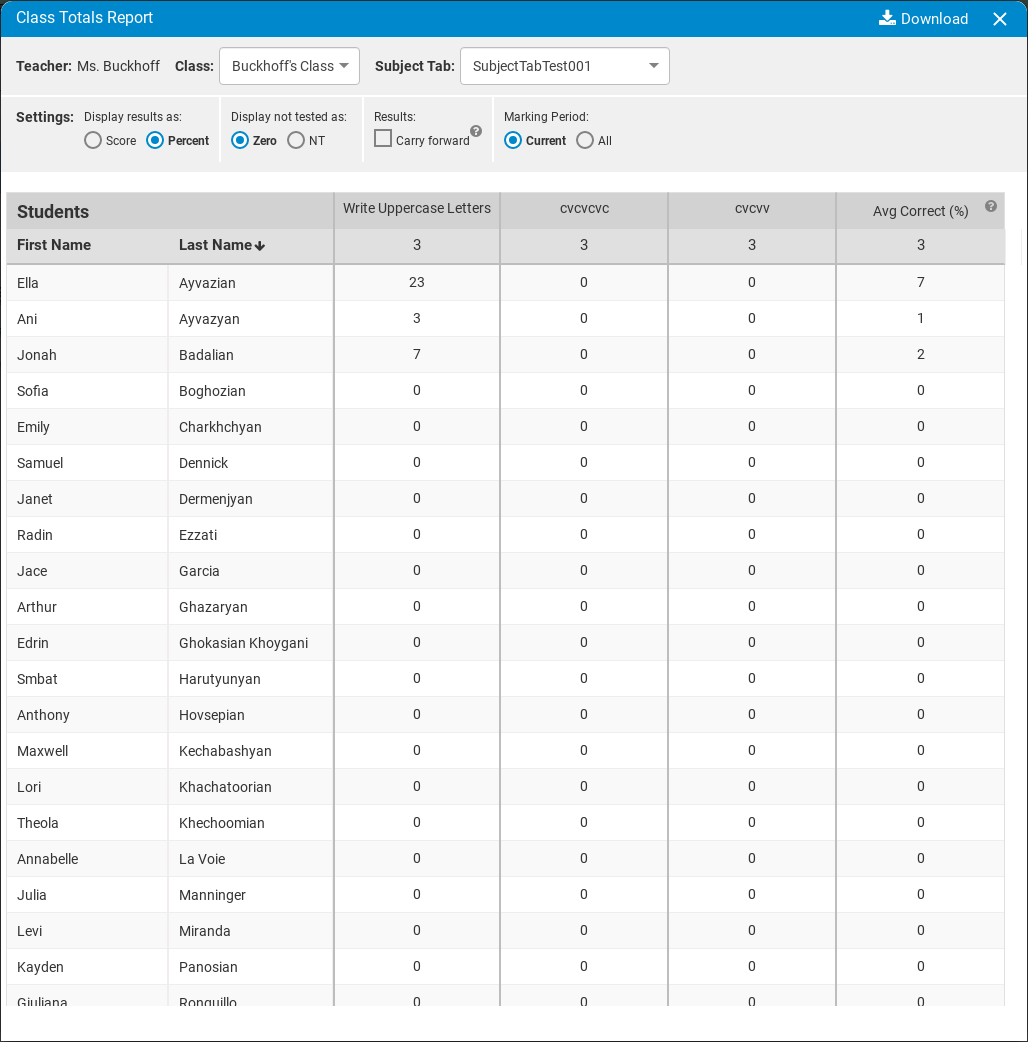 Class Totals Report
Download
Teacher: Ms. Buckhoff Class: Buckhoff's Class Subject Tab: SubjectTabTest001
Settings: Display results as: Display not tested as: Results: Marking Period:
Score Percent Zero NT Carry forward ? Current All
Students Write Uppercase Letters cvcvcvc cvcvv Avg Correct (%) ?
First Name Last Name 3 3 3 3
Ella Ayvazian 23 0 0 7
Ani Ayvazyan 3 0 0 1
Jonah Badalian 7 0 0 2
Sofia Boghozian 0 0 0 0
Emily Charkhchyan 0 0 0 0
Samuel Dennick 0 0 0 0
Janet Dermenjyan 0 0 0 0
Radin Ezzati 0 0 0 0
Jace Garcia 0 0 0 0
Arthur Ghazaryan 0 0 0 0
Edrin Ghokasian Khoygani 0 0 0 0
Smbat Harutyunyan 0 0 0 0
Anthony Hovsepian 0 0 0 0
Maxwell Kechabashyan 0 0 0 0
Lori Khachatoorian 0 0 0 0
Theola Khechoomian 0 0 0 0
Annabelle La Voie 0 0 0 0
Julia Manninger 0 0 0 0
Levi Miranda 0 0 0 0
Kayden Panosian 0 0 0 0
Giuliana Ronquillo 0 0 0 0